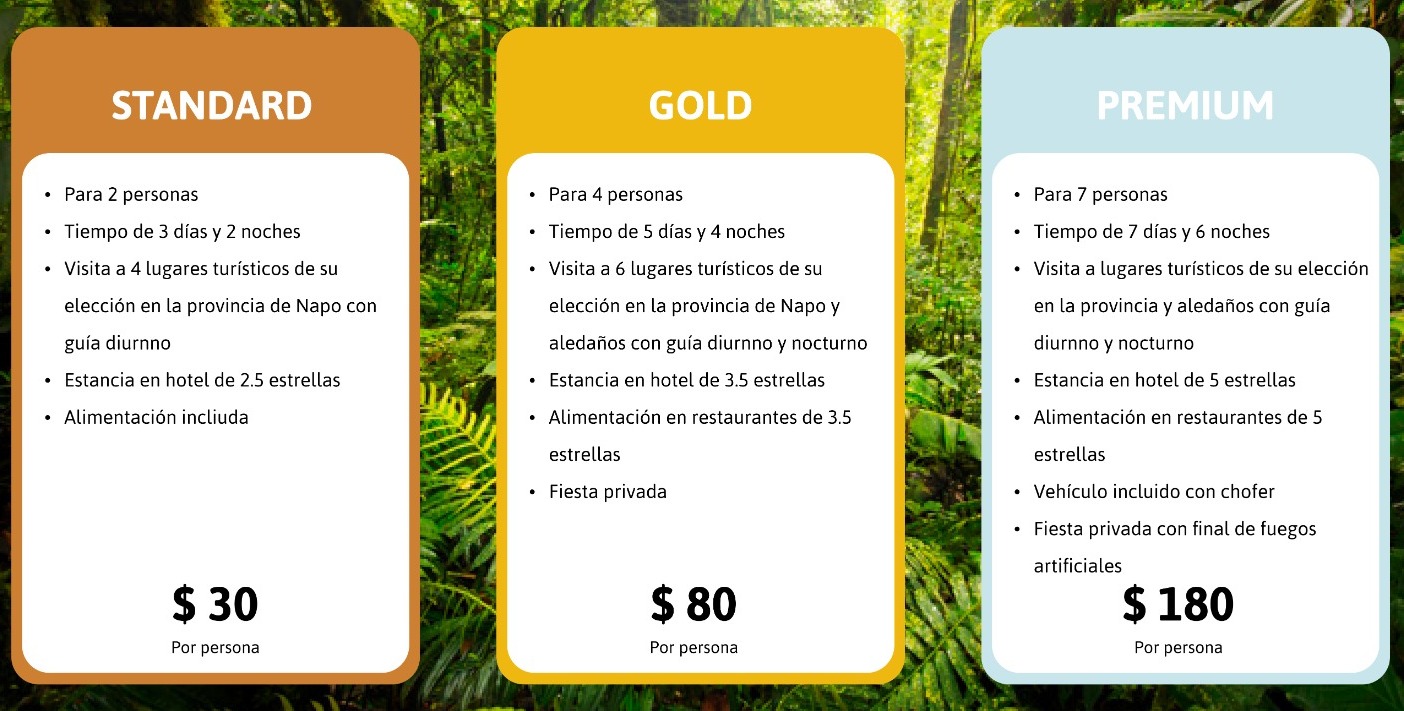 STANDARD
• Para 2 personas
• Tiempo de 3 días y 2 noches
• Visita a 4 lugares turísticos de su
elección en la provincia de Napo con
guía diurnno
• Estancia en hotel de 2.5 estrellas
• Alimentación incliuda
$ 30
Por persona
GOLD
• Para 4 personas
• Tiempo de 5 días y 4 noches
• Visita a 6 lugares turísticos de su
elección en la provincia de Napo y
aledaños con guía diurnno y nocturno
• Estancia en hotel de 3.5 estrellas
• Alimentación en restaurantes de 3.5
estrellas
• Fiesta privada
$ 80
Por persona
PREMIUM
• Para 7 personas
• Tiempo de 7 días y 6 noches
• Visita a lugares turísticos de su elección
en la provincia y aledaños con guía
diurnno y nocturno
• Estancia en hotel de 5 estrellas
• Alimentación en restaurantes de 5
estrellas
• Vehículo incluido con chofer
• Fiesta privada con final de fuegos
artificiales
$ 180
Por persona